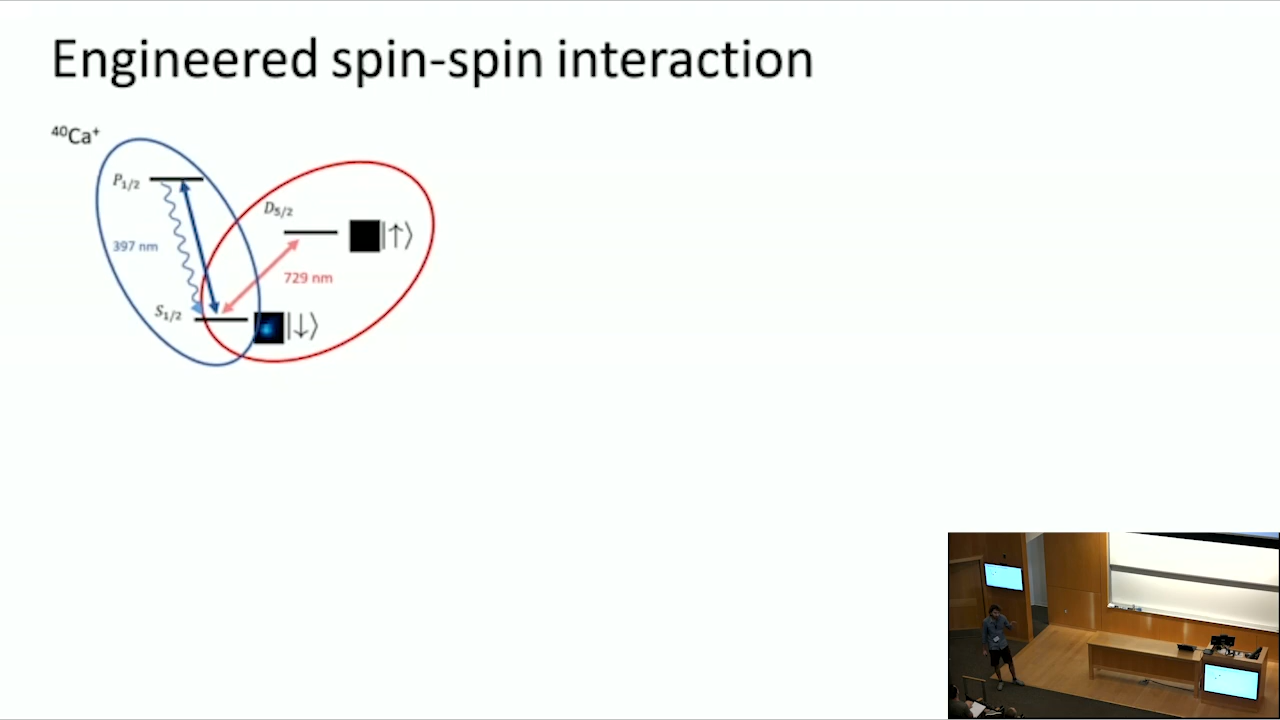 Engineered spin-spin interaction
⁴⁰Ca⁺
P₁/₂
D₅/₂
|↑⟩
397 nm
729 nm
S₁/₂
|↓⟩